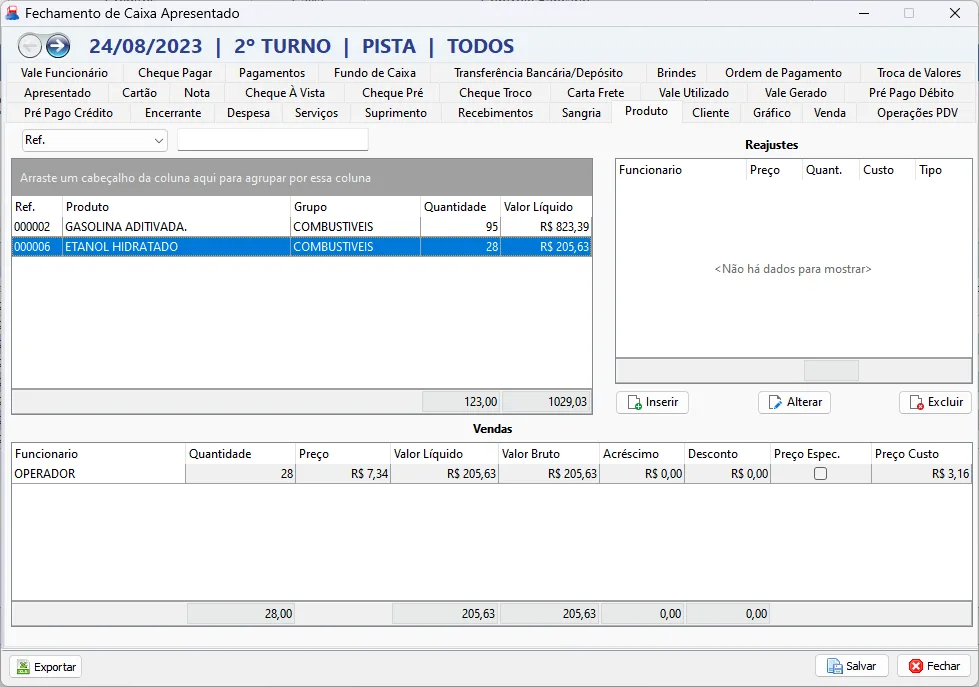 Fechamento de Caixa Apresentado
24/08/2023 | 2º TURNO | PISTA | TODOS
Vale Funcionário Cheque Pagar Pagamentos Fundo de Caixa Transferência Bancária/Depósito Brindes Ordem de Pagamento Troca de Valores
Apresentado Cartão Nota Cheque À Vista Cheque Pré Cheque Troco Carta Frete Vale Utilizado Vale Gerado Pré Pago Débito
Pré Pago Crédito Encerrante Despesa Serviços Suprimento Recebimentos Sangria Produto Cliente Gráfico Venda Operações PDV
Ref.
Arraste um cabeçalho da coluna aqui para agrupar por essa coluna
Ref. Produto Grupo Quantidade Valor Líquido
000002 GASOLINA ADITIVADA. COMBUSTIVEIS 95 R$ 823,39
000006 ETANOL HIDRATADO COMBUSTIVEIS 28 R$ 205,63
123,00 1029,03
Reajustes
Funcionario Preço Quant. Custo Tipo
<Não há dados para mostrar>
Inserir Alterar Excluir
Vendas
Funcionario Quantidade Preço Valor Líquido Valor Bruto Acréscimo Desconto Preço Espec. Preço Custo
OPERADOR 28 R$ 7,34 R$ 205,63 R$ 205,63 R$ 0,00 R$ 0,00 R$ 3,16
28,00 205,63 205,63 0,00 0,00
Exportar Salvar Fechar